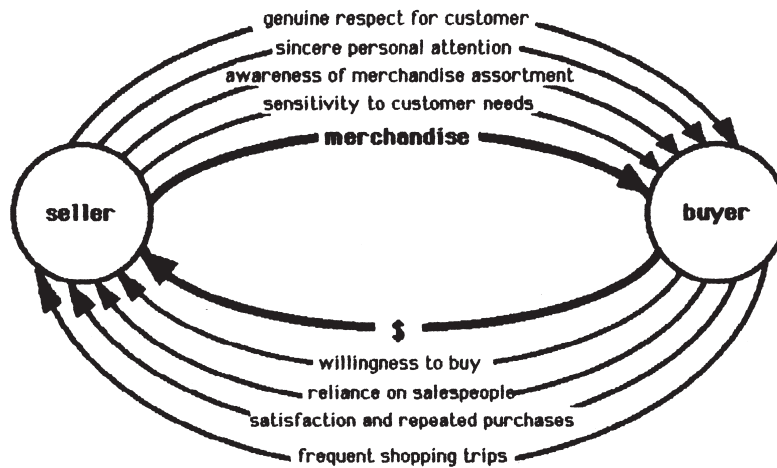 genuine respect for customer
sincere personal attention
awareness of merchandise assortment
sensitivity to customer needs
merchandise
seller
buyer
$
willingness to buy
reliance on salespeople
satisfaction and repeated purchases
frequent shopping trips